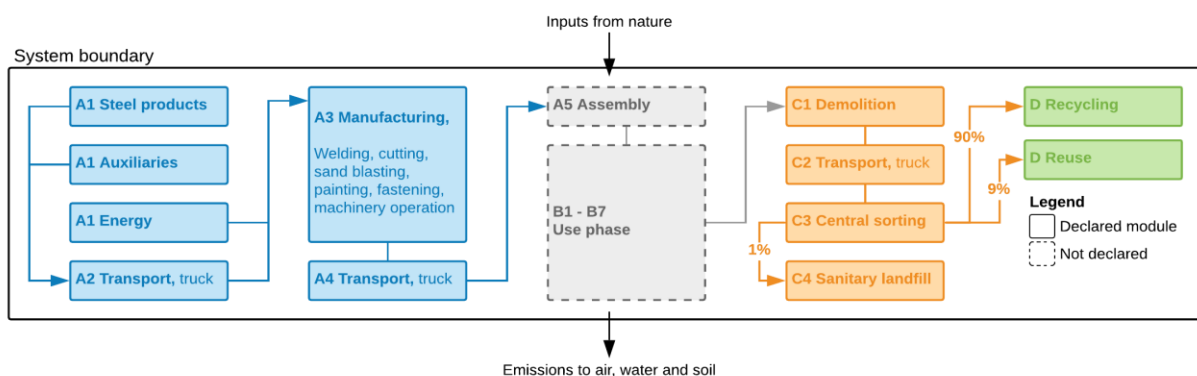 Inputs from nature
System boundary
A1 Steel products
A1 Auxiliaries
A1 Energy
A2 Transport, truck
A3 Manufacturing,
Welding, cutting,
sand blasting,
painting, fastening,
machinery operation
A4 Transport, truck
A5 Assembly
B1 - B7
Use phase
C1 Demolition
C2 Transport, truck
C3 Central sorting
1%
C4 Sanitary landfill
90%
9%
D Recycling
D Reuse
Legend
Declared module
Not declared
Emissions to air, water and soil